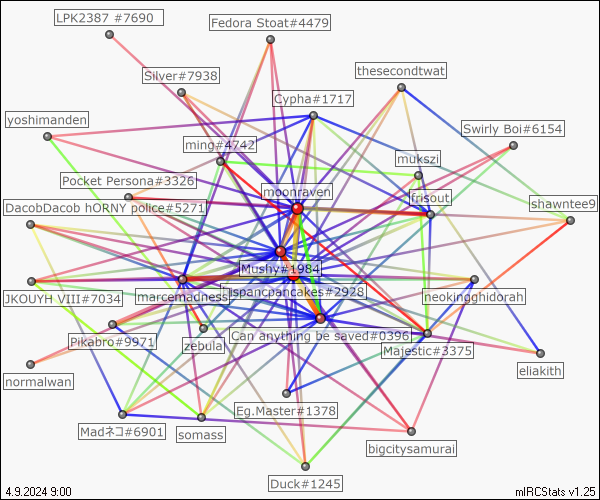 LPK2387 #7690
Fedora Stoat#4479
Silver#7938
thesecondtwat
Cypha#1717
yoshimanden
Swirly Boi#6154
ming#4742
mukszi
Pocket Persona#3326
moonraven
frisout
shawntee9
DacobDacob hORNY police#5271
Mushy#1984
JKOUYH VIII#7034
marcemadness
lspancpancakes#2928
neokingghidorah
Can anything be saved#0396
Pikabro#9971
zebula
Majestic#3375
eliakith
normalwan
Eg.Master#1378
Madネコ#6901
somass
bigcitysamurai
Duck#1245
4.9.2024 9:00
mIRCStats v1.25